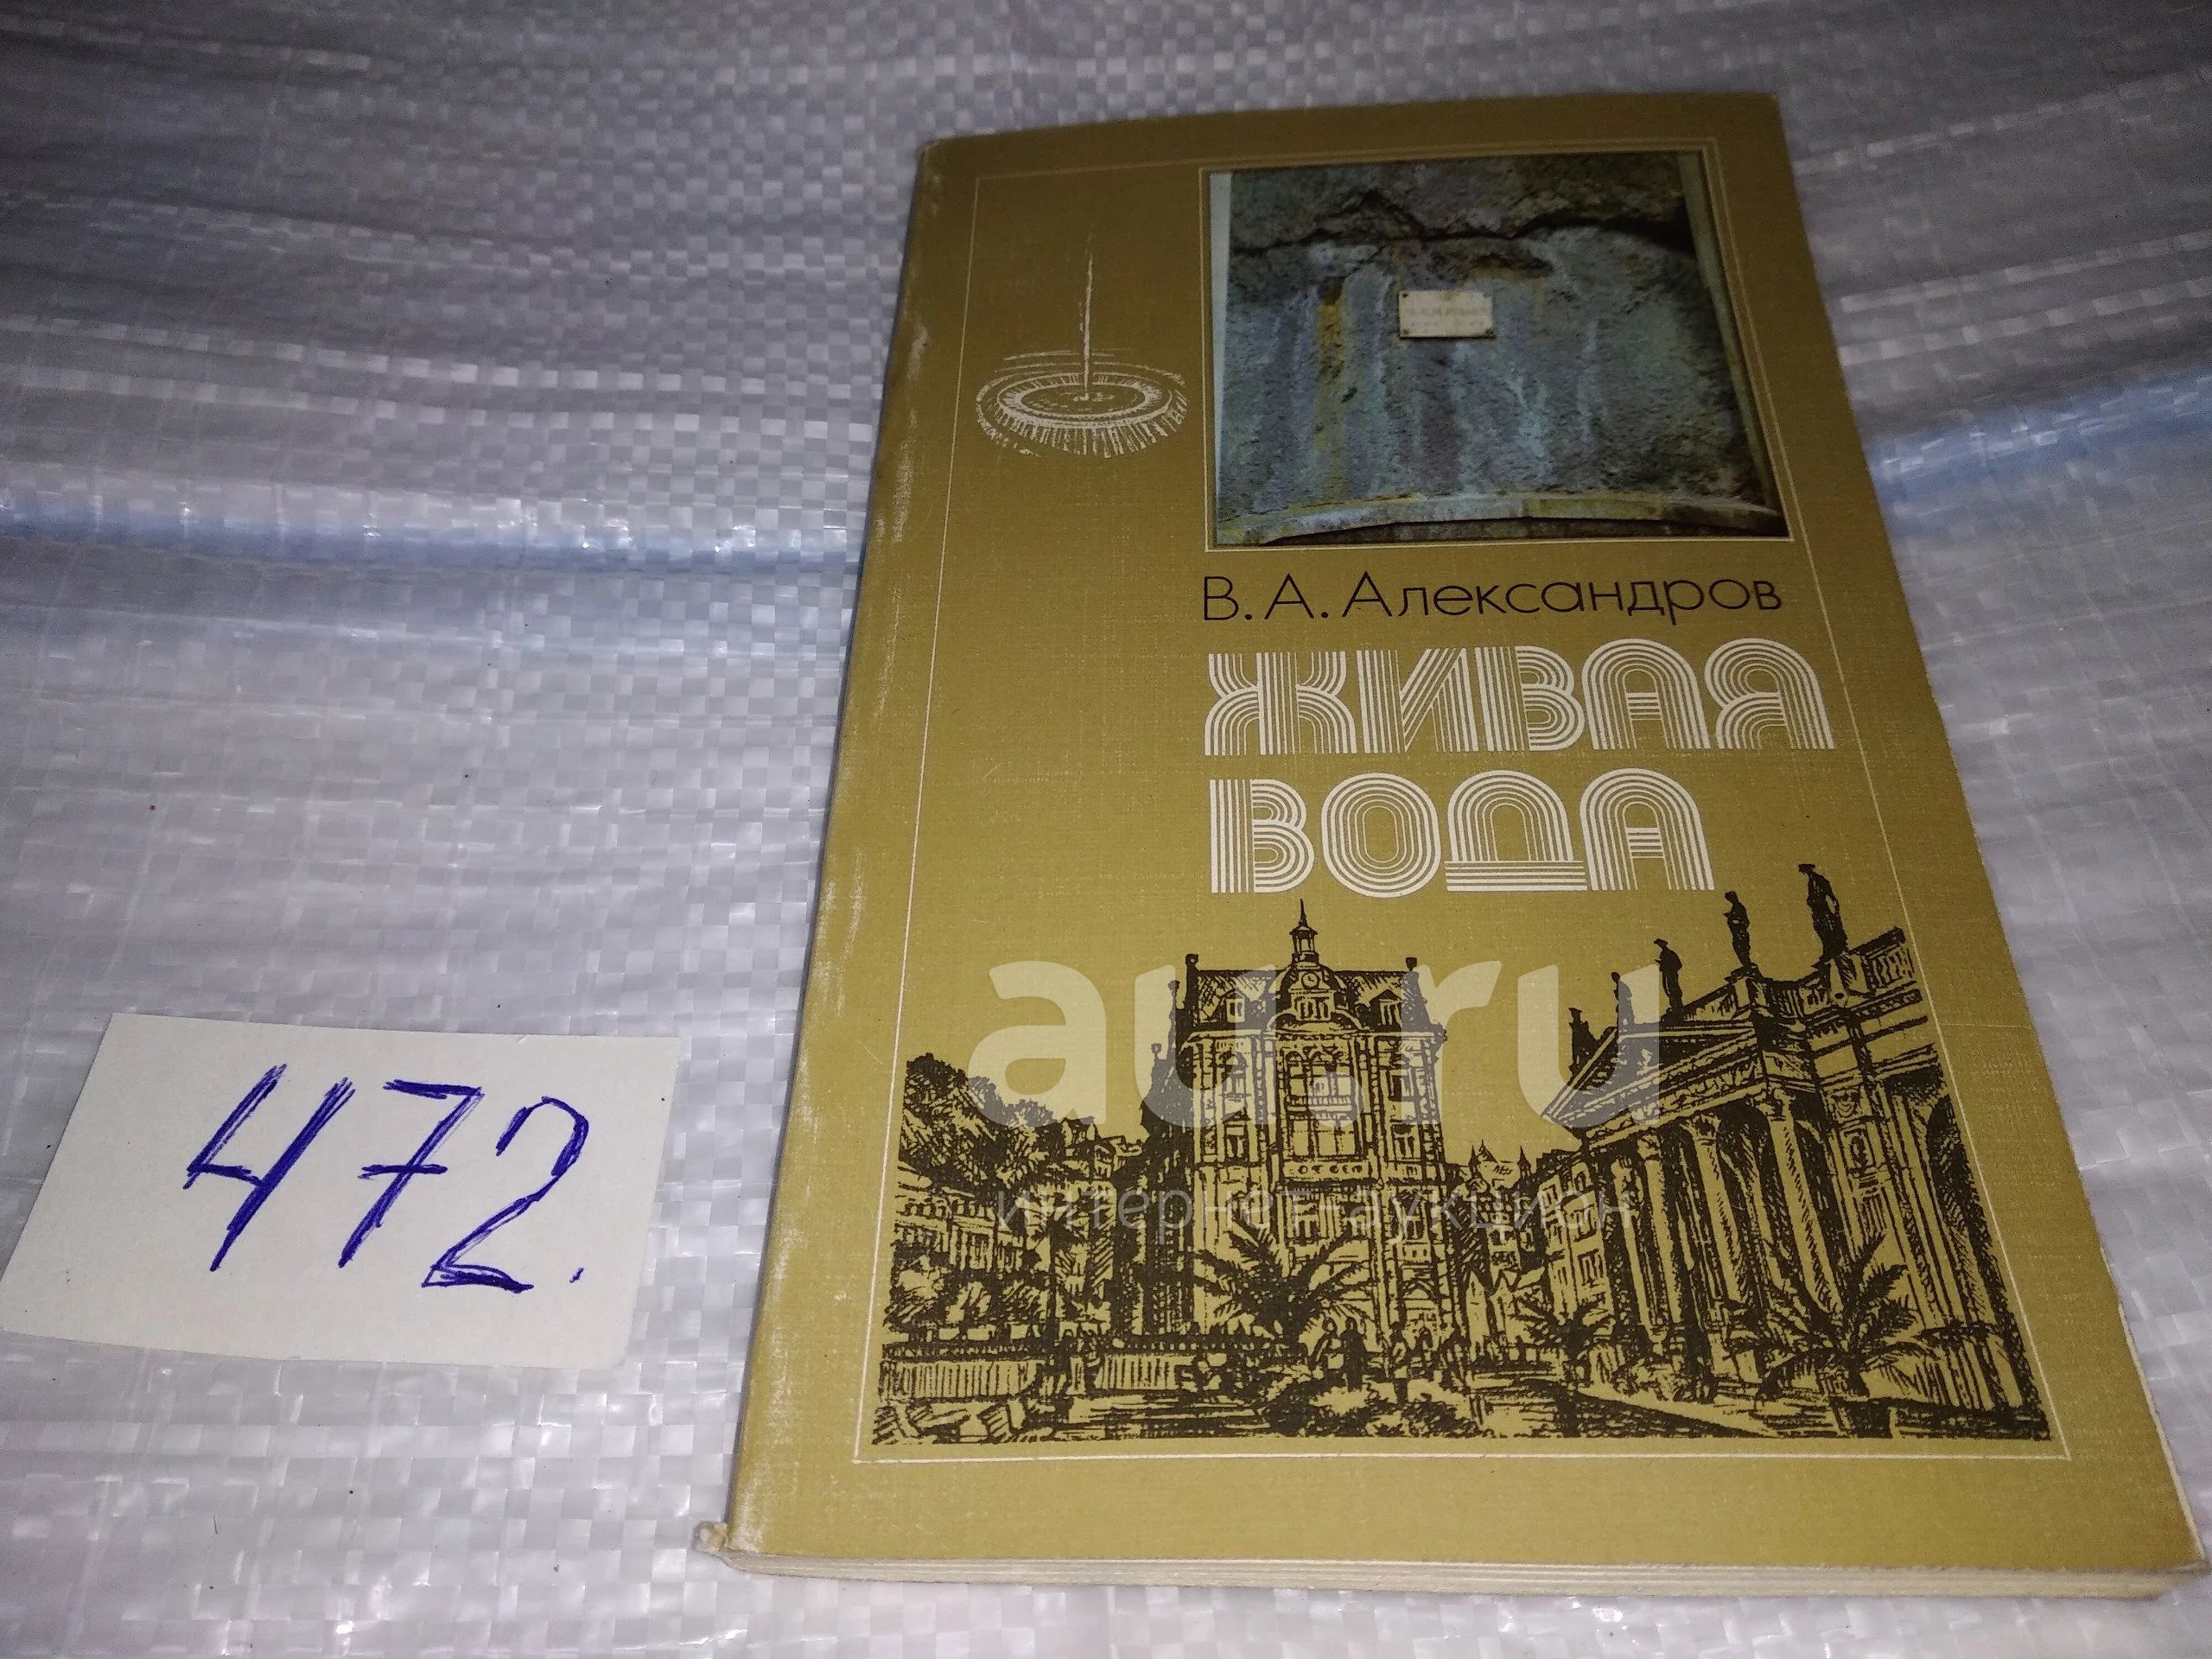 В. А. Александров
ЖИВАЯ
ВОДА
au.ru
интернет-аукцион
472.